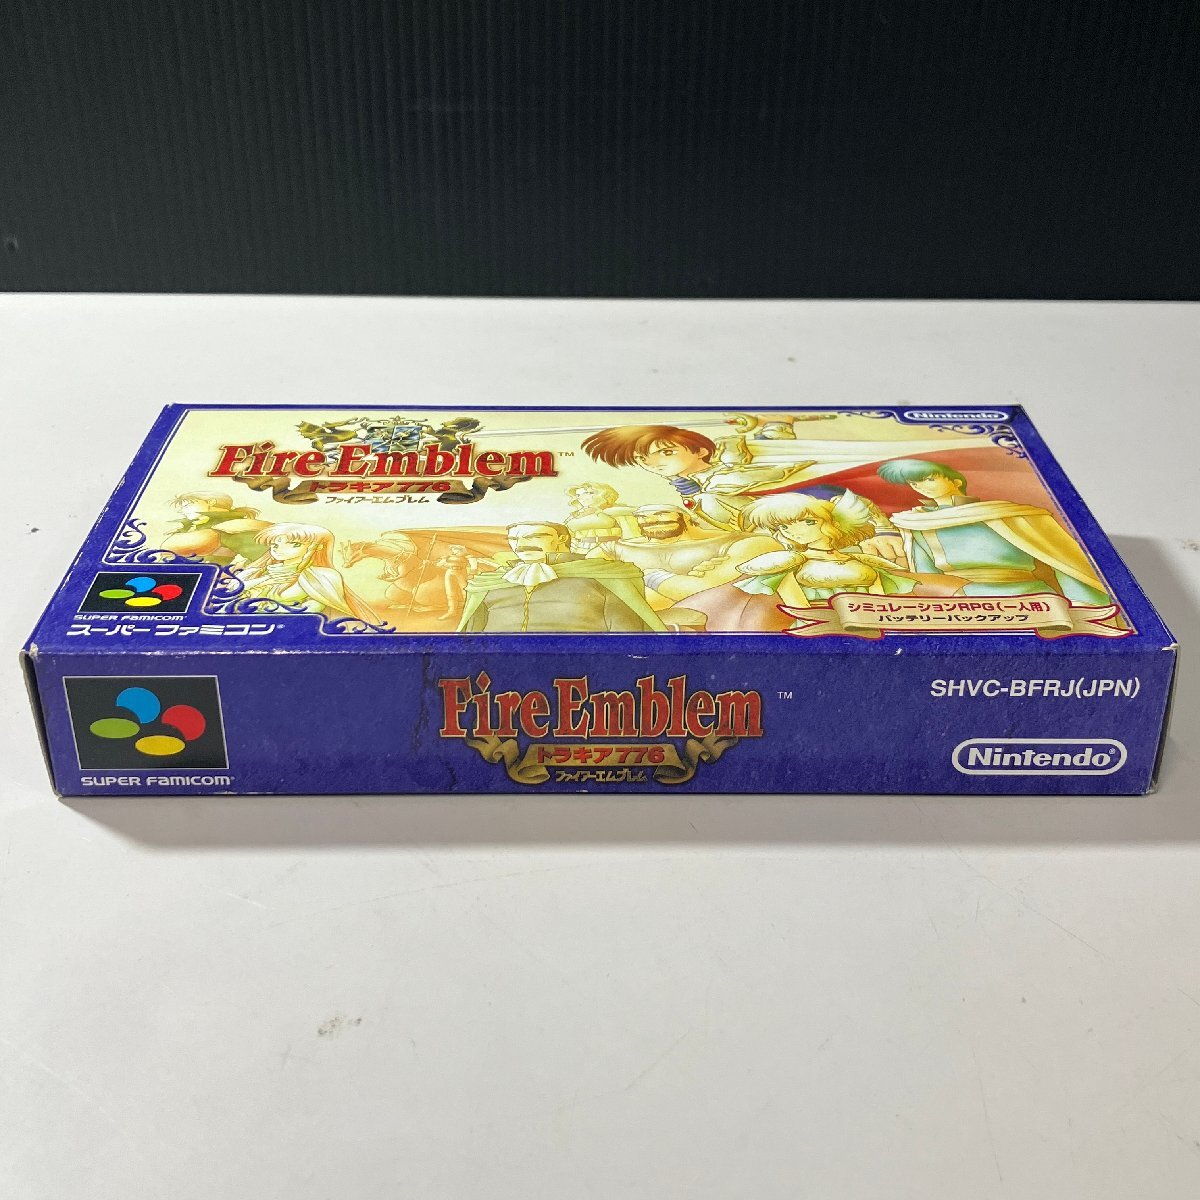 Nintendo
Fire Emblem™
トラキア776
ファイアーエムブレム
SUPER FAMICOM
スーパーファミコン®
シミュレーションRPG(一人用)
バッテリーバックアップ
Fire Emblem™
トラキア776
ファイアーエムブレム
SHVC-BFRJ(JPN)
Nintendo®
SUPER FAMICOM®